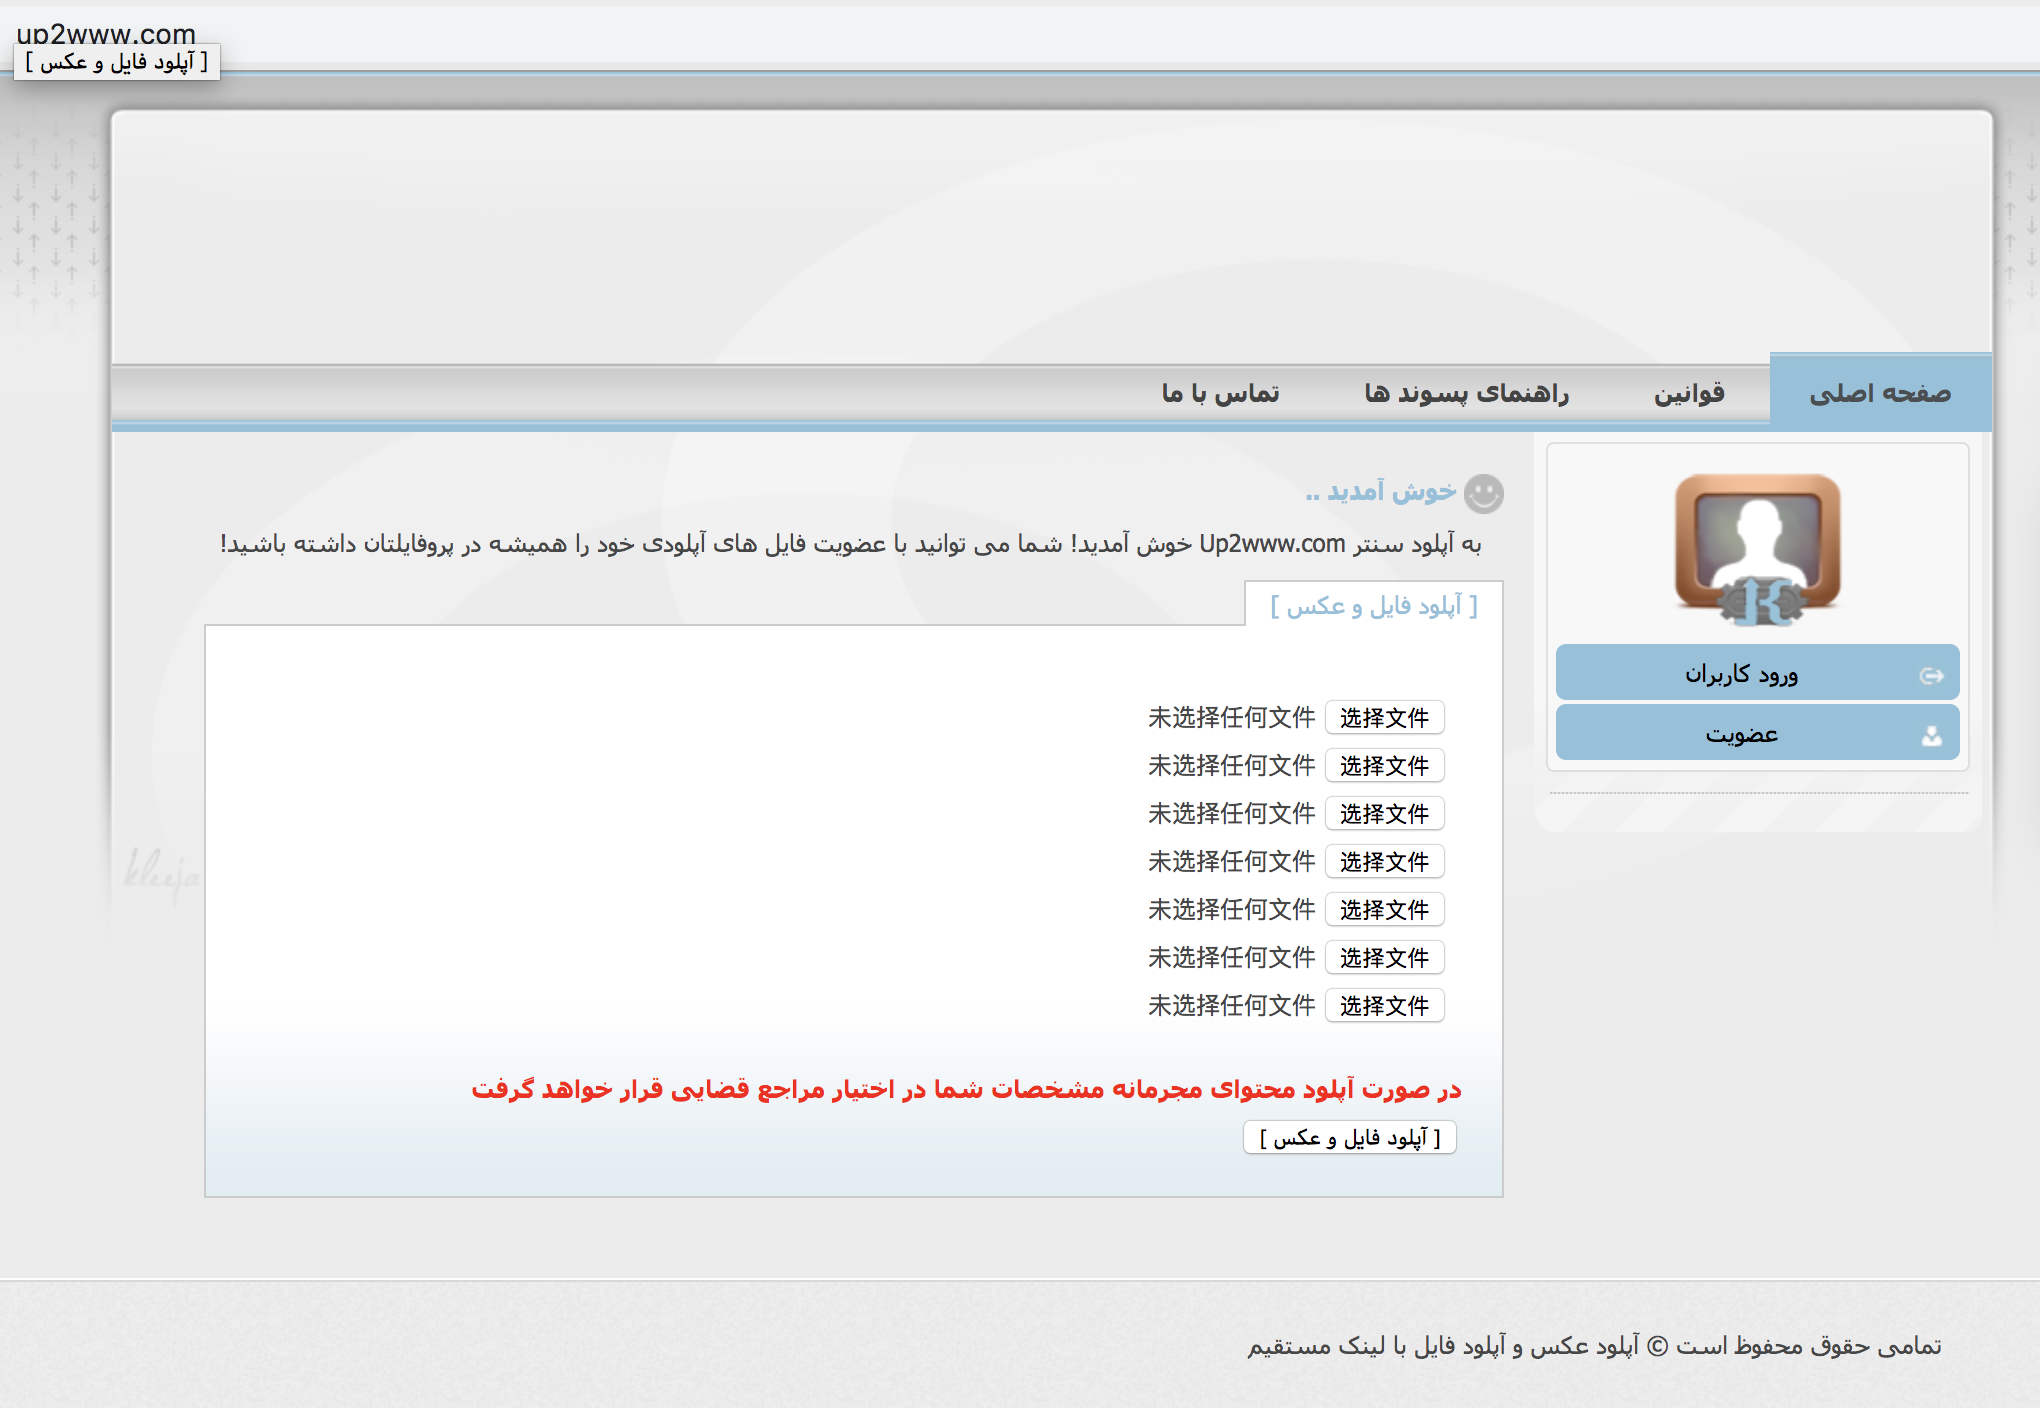 up2www.com
[ آپلود فایل و عکس ]
صفحه اصلی
قوانین
راهنمای پسوند ها
تماس با ما
ورود کاربران
عضویت
خوش آمدید ..
به آپلود سنتر Up2www.com خوش آمدید! شما می توانید با عضویت فایل های آپلودی خود را همیشه در پروفایلتان داشته باشید!
[ آپلود فایل و عکس ]
选择文件 未选择任何文件
选择文件 未选择任何文件
选择文件 未选择任何文件
选择文件 未选择任何文件
选择文件 未选择任何文件
选择文件 未选择任何文件
选择文件 未选择任何文件
در صورت آپلود محتوای مجرمانه مشخصات شما در اختیار مراجع قضایی قرار خواهد گرفت
[ آپلود فایل و عکس ]
kleeja
تمامی حقوق محفوظ است © آپلود عکس و آپلود فایل با لینک مستقیم